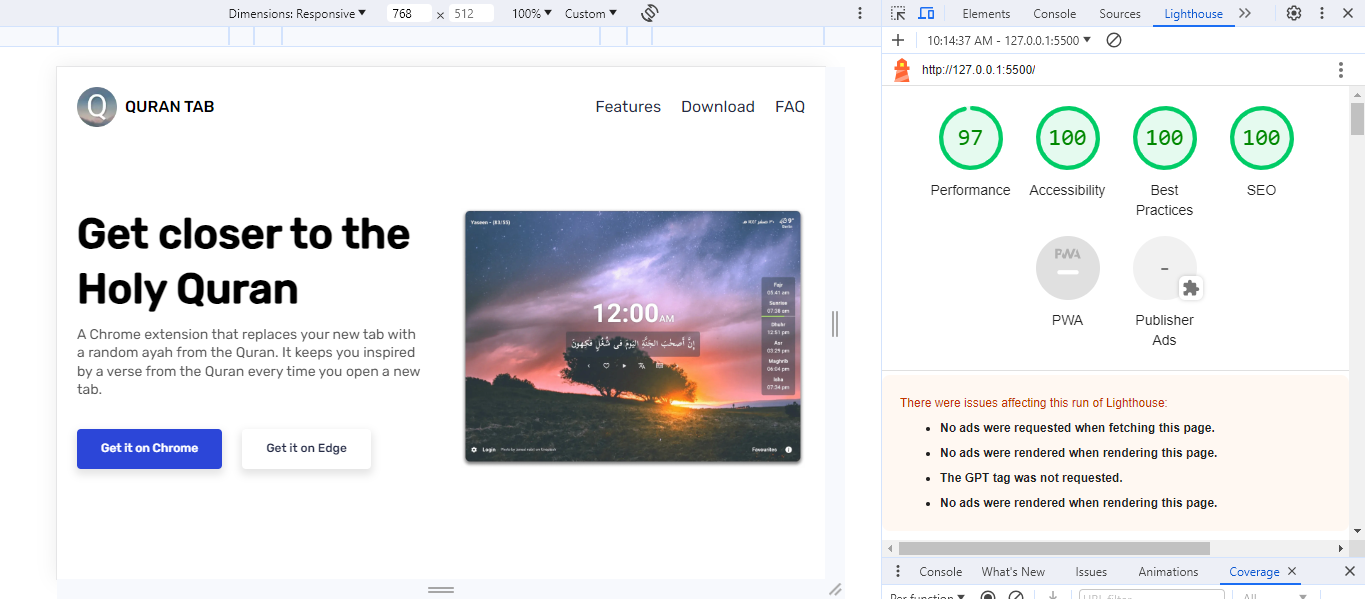 Dimensions: Responsive
768
×
512
100%
Custom
Elements
Console
Sources
Lighthouse
10:14:37 AM - 127.0.0.1:5500
http://127.0.0.1:5500/
Q
QURAN TAB
Features
Download
FAQ
97
100
100
100
Performance
Accessibility
Best
Practices
SEO
PWA
-
PWA
Publisher
Ads
Get closer to the
Holy Quran
A Chrome extension that replaces your new tab with
a random ayah from the Quran. It keeps you inspired
by a verse from the Quran every time you open a new
tab.
Get it on Chrome
Get it on Edge
Yaseen - (83/55)
9°
Berlin
12:00 AM
إِنَّ أَصْحَٰبَ الجَنَّةِ اليَوْمَ فِى شُغُلٍ فَٰكِهُونَ
Fajr
05:41 am
Sunrise
07:36 am
Dhuhr
12:51 pm
Asr
03:29 pm
Maghrib
06:04 pm
Isha
07:34 pm
Login
Favourites
There were issues affecting this run of Lighthouse:
No ads were requested when fetching this page.
No ads were rendered when rendering this page.
The GPT tag was not requested.
No ads were rendered when rendering this page.
Console
What's New
Issues
Animations
Coverage
Per function
URL filter
All